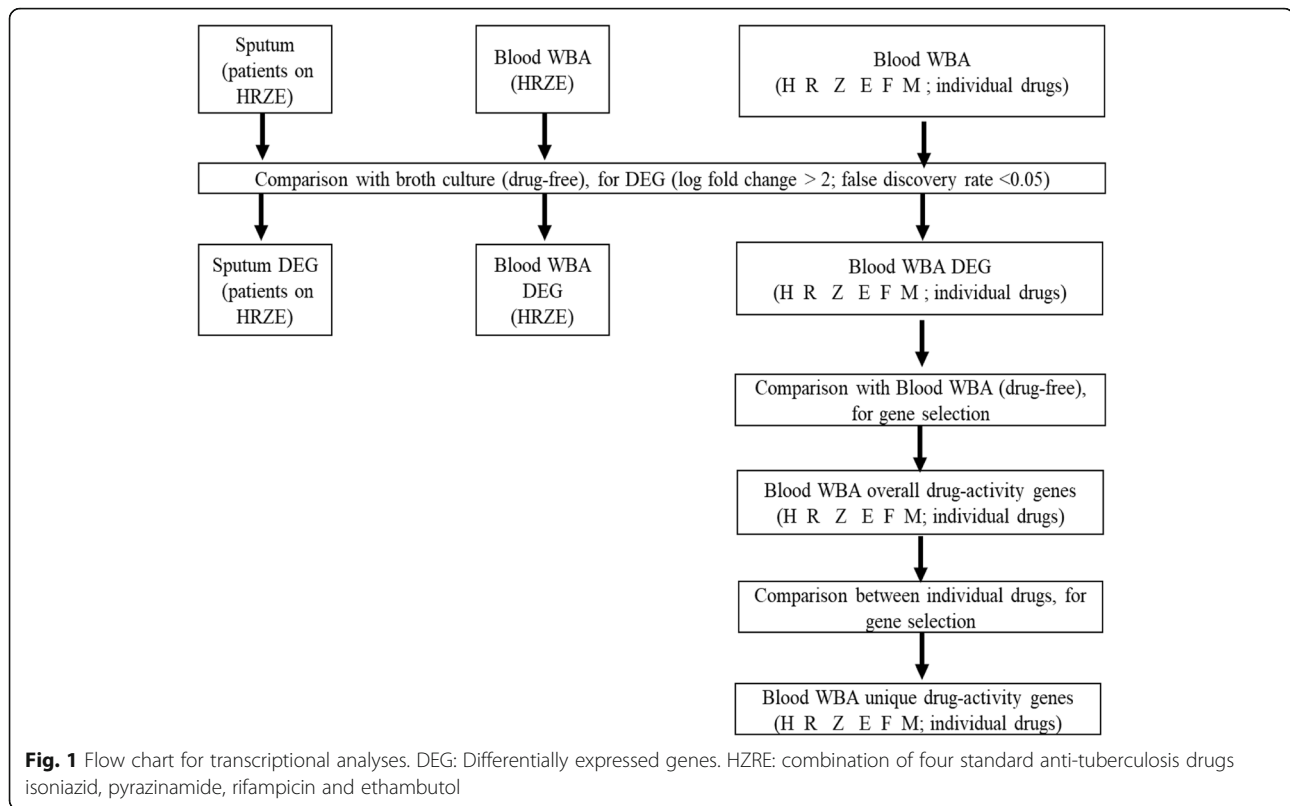 Sputum
(patients on
HRZE)
Blood WBA
(HRZE)
Blood WBA
(H R Z E F M ; individual drugs)
Comparison with broth culture (drug-free), for DEG (log fold change > 2; false discovery rate <0.05)
Sputum DEG
(patients on
HRZE)
Blood WBA
DEG
(HRZE)
Blood WBA DEG
(H R Z E F M ; individual drugs)
Comparison with Blood WBA (drug-free),
for gene selection
Blood WBA overall drug-activity genes
(H R Z E F M; individual drugs)
Comparison between individual drugs, for
gene selection
Blood WBA unique drug-activity genes
(H R Z E F M; individual drugs)
Fig. 1 Flow chart for transcriptional analyses. DEG: Differentially expressed genes. HZRE: combination of four standard anti-tuberculosis drugs
isoniazid, pyrazinamide, rifampicin and ethambutol